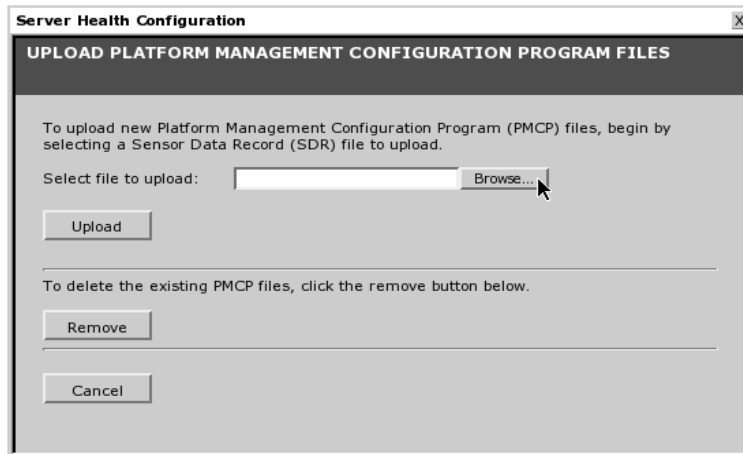 Server Health Configuration
X
UPLOAD PLATFORM MANAGEMENT CONFIGURATION PROGRAM FILES
To upload new Platform Management Configuration Program (PMCP) files, begin by
selecting a Sensor Data Record (SDR) file to upload.
Select file to upload: Browse...
Upload
To delete the existing PMCP files, click the remove button below.
Remove
Cancel